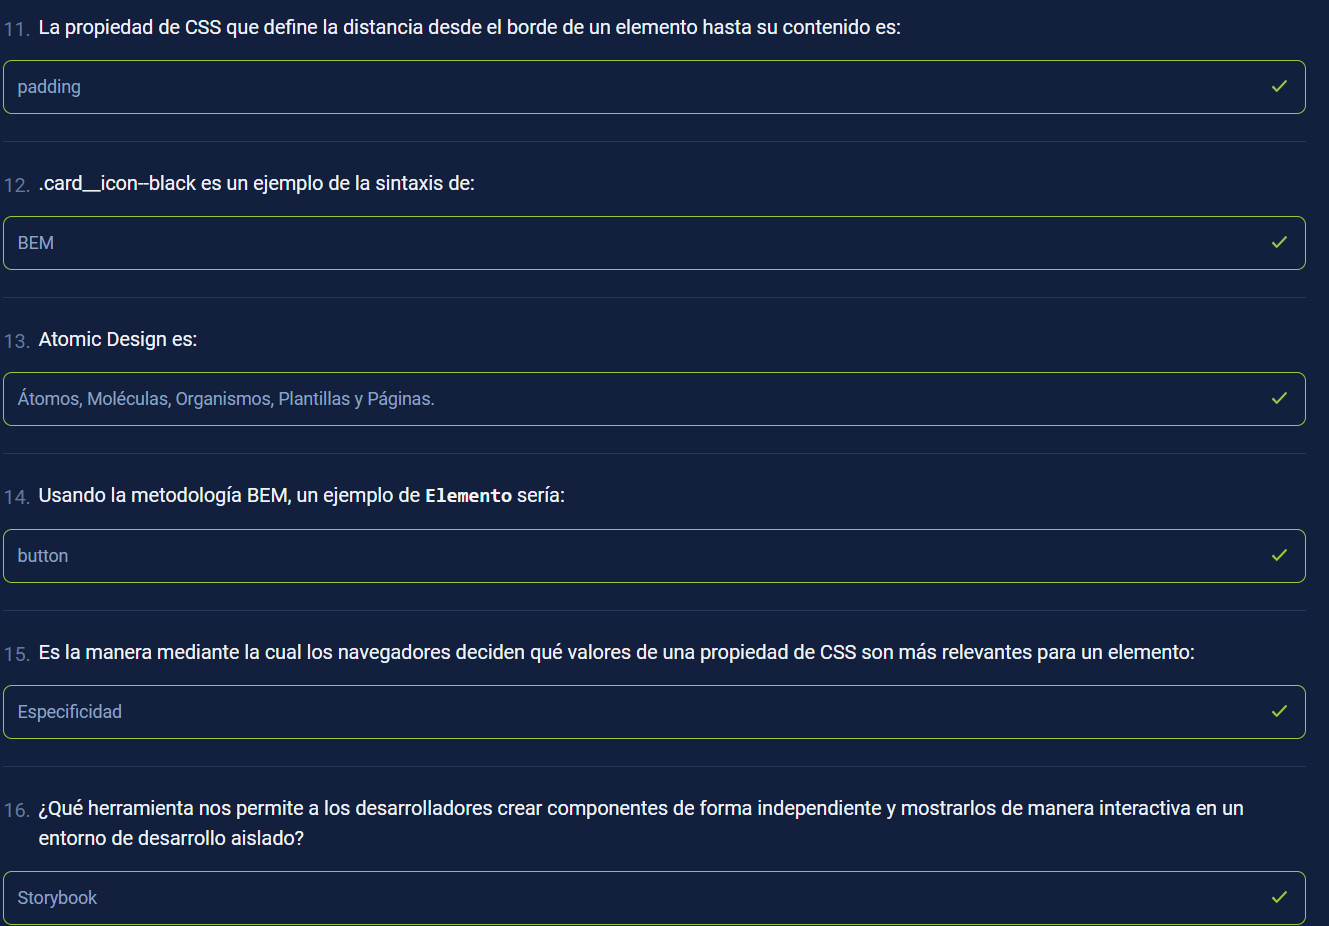 11. La propiedad de CSS que define la distancia desde el borde de un elemento hasta su contenido es:
padding
12. .card__icon--black es un ejemplo de la sintaxis de:
BEM
13. Atomic Design es:
Átomos, Moléculas, Organismos, Plantillas y Páginas.
14. Usando la metodología BEM, un ejemplo de Elemento sería:
button
15. Es la manera mediante la cual los navegadores deciden qué valores de una propiedad de CSS son más relevantes para un elemento:
Especificidad
16. ¿Qué herramienta nos permite a los desarrolladores crear componentes de forma independiente y mostrarlos de manera interactiva en un
entorno de desarrollo aislado?
Storybook